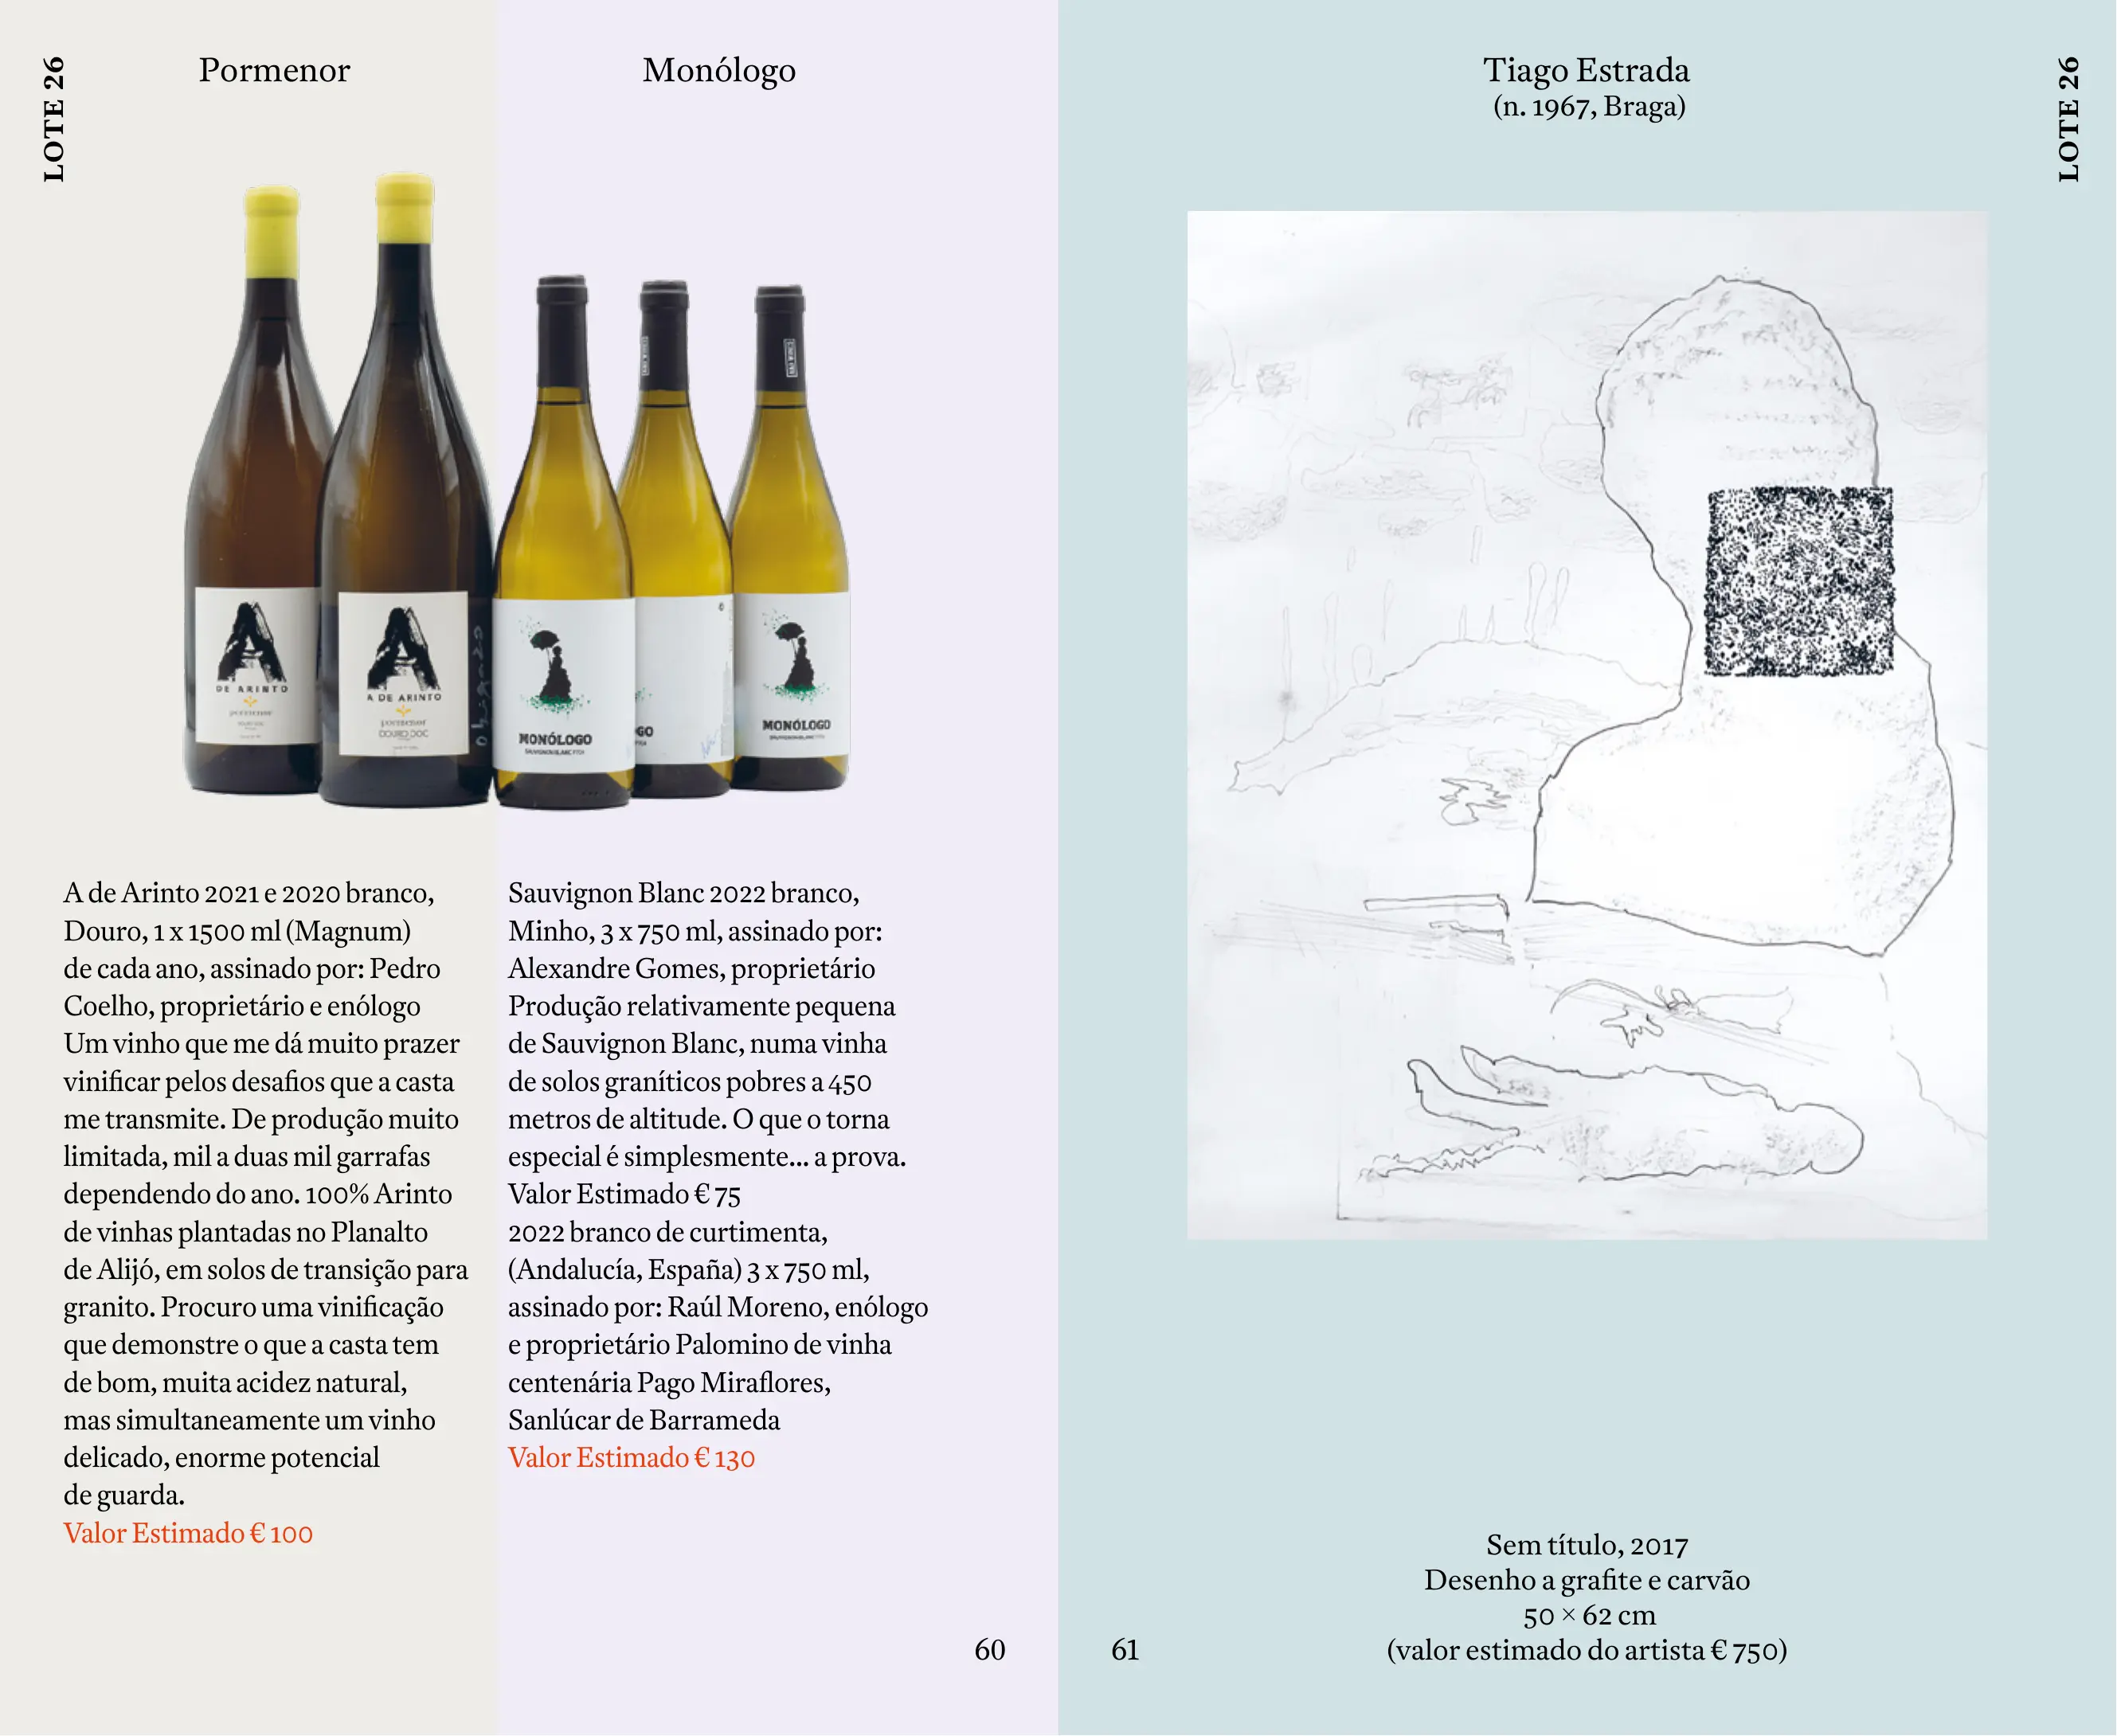 LOTE 26
Pormenor
A
DE ARINTO
pormenor
A
A DE ARINTO
pormenor
DOURO DOC
A de Arinto 2021 e 2020 branco,
Douro, 1 x 1500 ml (Magnum)
de cada ano, assinado por: Pedro
Coelho, proprietário e enólogo
Um vinho que me dá muito prazer
vinificar pelos desafios que a casta
me transmite. De produção muito
limitada, mil a duas mil garrafas
dependendo do ano. 100% Arinto
de vinhas plantadas no Planalto
de Alijó, em solos de transição para
granito. Procuro uma vinificação
que demonstre o que a casta tem
de bom, muita acidez natural,
mas simultaneamente um vinho
delicado, enorme potencial
de guarda.
Valor Estimado € 100
Monólogo
MONÓLOGO
SAUVIGNON BLANC P704
OGO
MONÓLOGO
Sauvignon Blanc 2022 branco,
Minho, 3 x 750 ml, assinado por:
Alexandre Gomes, proprietário
Produção relativamente pequena
de Sauvignon Blanc, numa vinha
de solos graníticos pobres a 450
metros de altitude. O que o torna
especial é simplesmente... a prova.
Valor Estimado € 75
2022 branco de curtimenta,
(Andalucía, España) 3 x 750 ml,
assinado por: Raúl Moreno, enólogo
e proprietário Palomino de vinha
centenária Pago Miraflores,
Sanlúcar de Barrameda
Valor Estimado € 130
60
Tiago Estrada
(n. 1967, Braga)
LOTE 26
Sem título, 2017
Desenho a grafite e carvão
50 × 62 cm
(valor estimado do artista € 750)
61